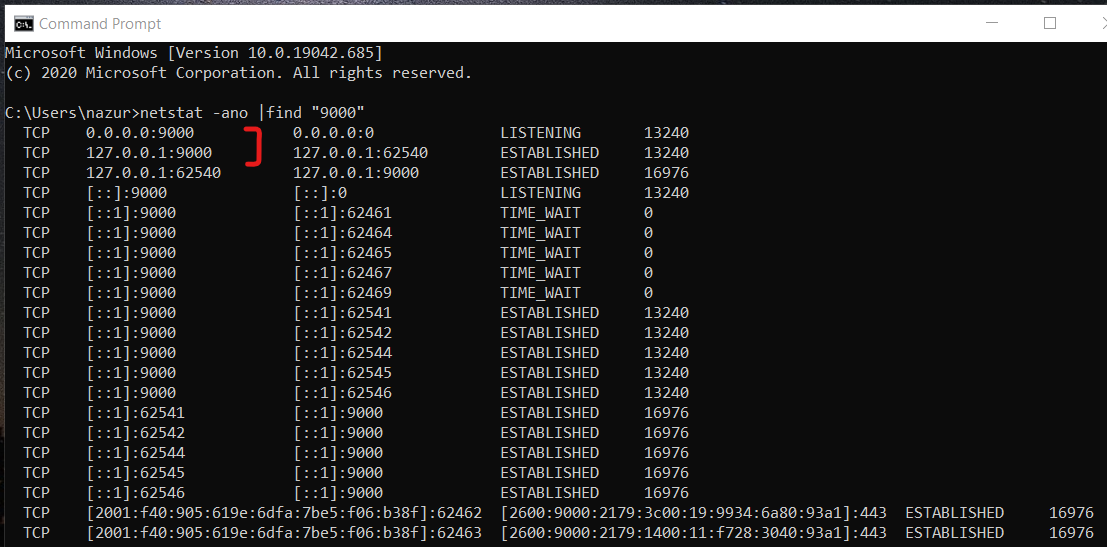 Command Prompt
Microsoft Windows [Version 10.0.19042.685]
(c) 2020 Microsoft Corporation. All rights reserved.
C:\Users\nazur>netstat -ano |find "9000"
TCP 0.0.0.0:9000 0.0.0.0:0 LISTENING 13240
TCP 127.0.0.1:9000 127.0.0.1:62540 ESTABLISHED 13240
TCP 127.0.0.1:62540 127.0.0.1:9000 ESTABLISHED 16976
TCP [::]:9000 [::]:0 LISTENING 13240
TCP [::1]:9000 [::1]:62461 TIME_WAIT 0
TCP [::1]:9000 [::1]:62464 TIME_WAIT 0
TCP [::1]:9000 [::1]:62465 TIME_WAIT 0
TCP [::1]:9000 [::1]:62467 TIME_WAIT 0
TCP [::1]:9000 [::1]:62469 TIME_WAIT 0
TCP [::1]:9000 [::1]:62541 ESTABLISHED 13240
TCP [::1]:9000 [::1]:62542 ESTABLISHED 13240
TCP [::1]:9000 [::1]:62544 ESTABLISHED 13240
TCP [::1]:9000 [::1]:62545 ESTABLISHED 13240
TCP [::1]:9000 [::1]:62546 ESTABLISHED 13240
TCP [::1]:62541 [::1]:9000 ESTABLISHED 16976
TCP [::1]:62542 [::1]:9000 ESTABLISHED 16976
TCP [::1]:62544 [::1]:9000 ESTABLISHED 16976
TCP [::1]:62545 [::1]:9000 ESTABLISHED 16976
TCP [::1]:62546 [::1]:9000 ESTABLISHED 16976
TCP [2001:f40:905:619e:6dfa:7be5:f06:b38f]:62462 [2600:9000:2179:3c00:19:9934:6a80:93a1]:443 ESTABLISHED 16976
TCP [2001:f40:905:619e:6dfa:7be5:f06:b38f]:62463 [2600:9000:2179:1400:11:f728:3040:93a1]:443 ESTABLISHED 16976